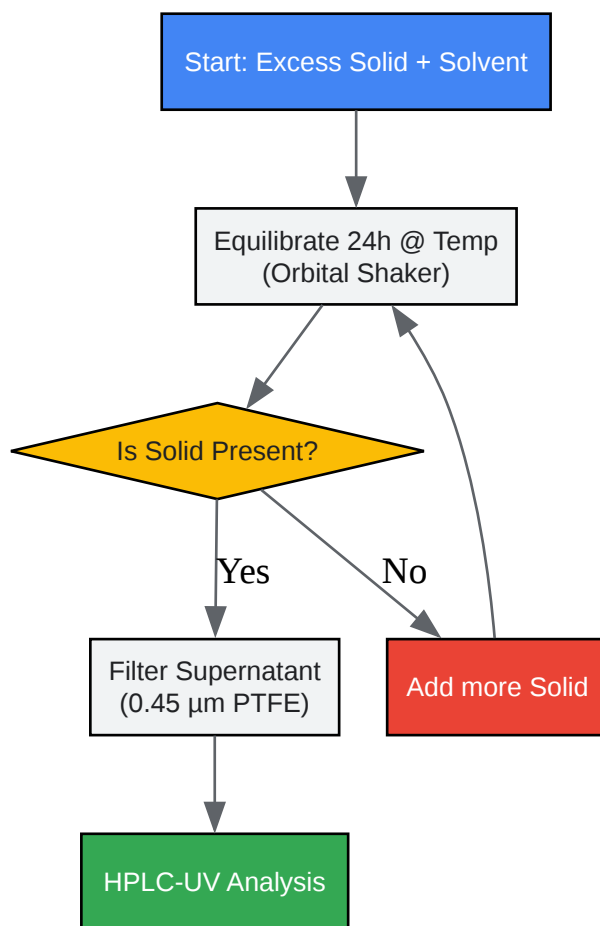 Start: Excess Solid + Solvent
Equilibrate 24h @ Temp
(Orbital Shaker)
Is Solid Present?
Yes
No
Filter Supernatant
(0.45 µm PTFE)
Add more Solid
HPLC-UV Analysis